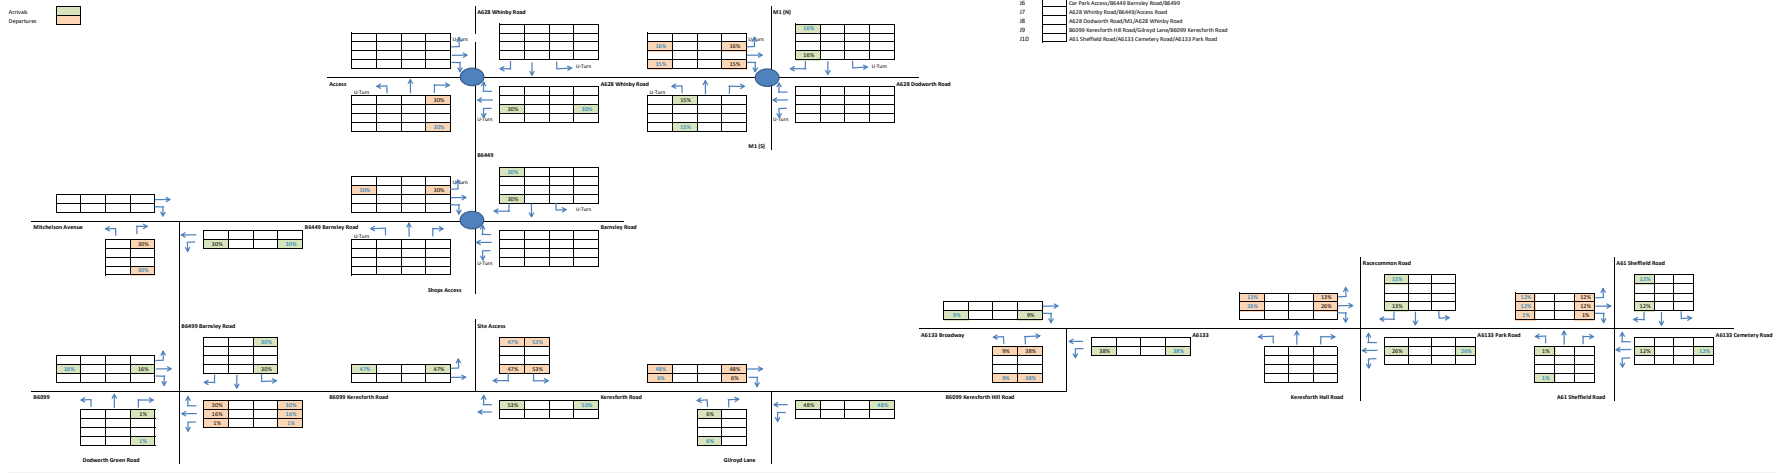 Arrivals
Departures
J6 Car Park Access/B6449 Barnsley Road/B6499
J7 A628 Whinby Road/B6449/Access Road
J8 A628 Dodworth Road/M1/A628 Whinby Road
J9 B6099 Keresforth Hill Road/Gilroyd Lane/B6099 Keresforth Road
J10 A61 Sheffield Road/A6133 Cemetery Road/A6133 Park Road
A628 Whinby Road
M1 (N)
U-Turn
16% 16%
15% 15%
U-Turn
16%
16%
U-Turn
U-Turn
Access
A628 Whinby Road
A628 Dodworth Road
U-Turn
30%
30%
30% 30%
U-Turn
U-Turn
15%
15%
U-Turn
M1 (S)
B6449
U-Turn
30% 30%
30%
30%
U-Turn
Mitchelson Avenue
B6449 Barnsley Road
Barnsley Road
30%
30%
30% 30%
U-Turn
U-Turn
Shops Access
Racecommon Road
A61 Sheffield Road
9% 9%
13% 13%
26% 26%
13%
13%
12% 12%
12% 12%
1% 1%
12%
12%
B6499 Barnsley Road
Site Access
A6133 Broadway
A6133
A6133 Park Road
A6133 Cemetery Road
16% 16%
30%
30%
47% 47%
47% 53%
47% 53%
48% 48%
6% 6%
9% 38%
9% 38%
38% 38%
26% 26%
1%
1%
12% 12%
B6099
B6099 Keresforth Road
Keresforth Road
B6099 Keresforth Hill Road
Keresforth Hall Road
A61 Sheffield Road
1%
1%
30% 30%
16% 16%
1% 1%
53% 53%
6%
6%
48% 48%
Dodworth Green Road
Gilroyd Lane